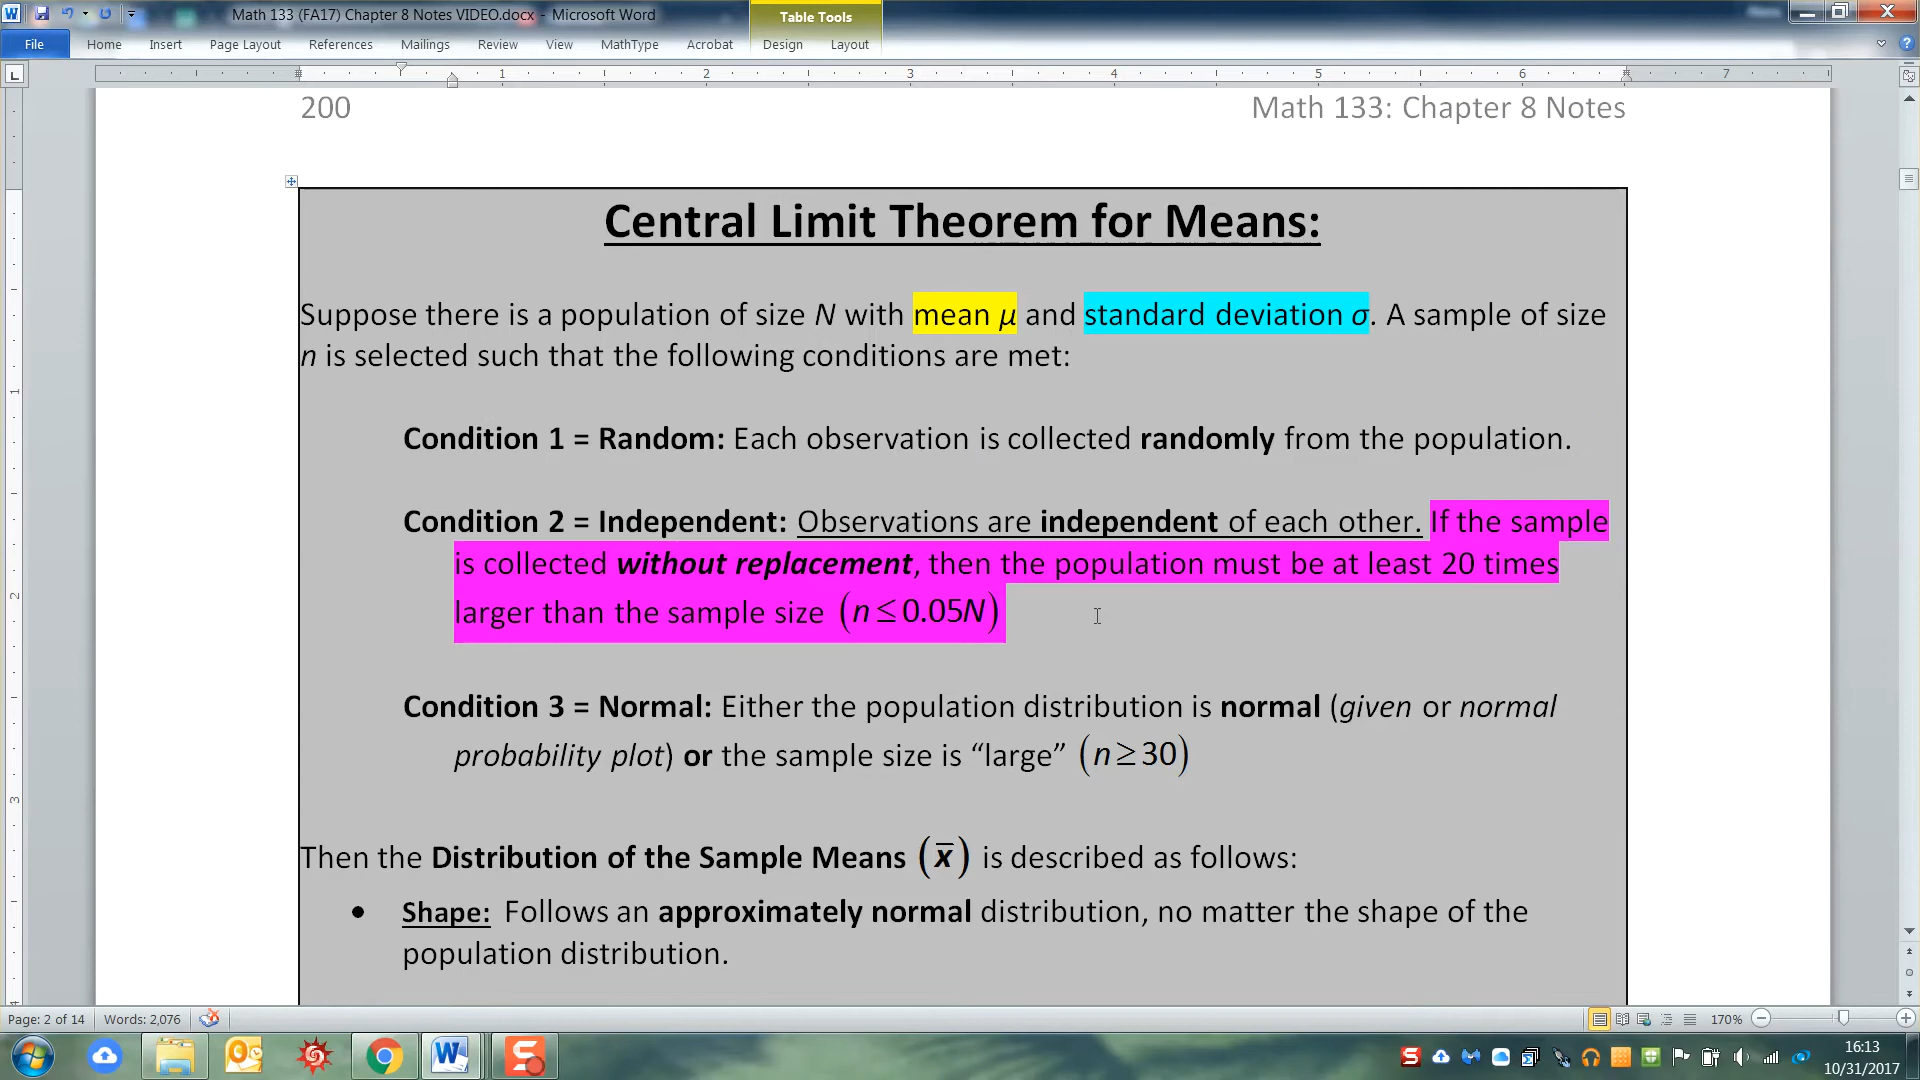 Math 133 (FA17) Chapter 8 Notes VIDEO.docx - Microsoft Word
Table Tools
File Home Insert Page Layout References Mailings Review View MathType Acrobat Design Layout
1 2 3 4 5 6 7
200 Math 133: Chapter 8 Notes
Central Limit Theorem for Means:
Suppose there is a population of size N with mean μ and standard deviation σ. A sample of size
n is selected such that the following conditions are met:
Condition 1 = Random: Each observation is collected randomly from the population.
Condition 2 = Independent: Observations are independent of each other. If the sample
is collected without replacement, then the population must be at least 20 times
larger than the sample size (n ≤ 0.05N)
Condition 3 = Normal: Either the population distribution is normal (given or normal
probability plot) or the sample size is “large” (n ≥ 30)
Then the Distribution of the Sample Means (x̄) is described as follows:
• Shape: Follows an approximately normal distribution, no matter the shape of the
population distribution.
Page: 2 of 14 Words: 2,076 170%
16:13
10/31/2017